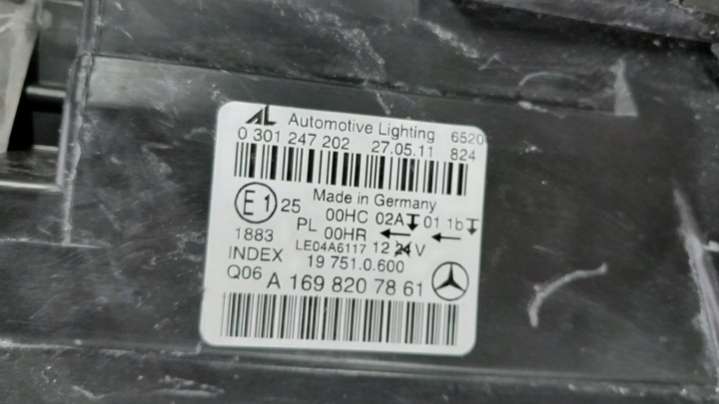 AL Automotive Lighting 6520
0 301 247 202 27.05.11 824
Made in Germany
E1 25 00HC 02A 01 1b
1883 PL 00HR
LE04A6117 12 24 V
INDEX 19 751.0.600
Q06 A 169 820 78 61